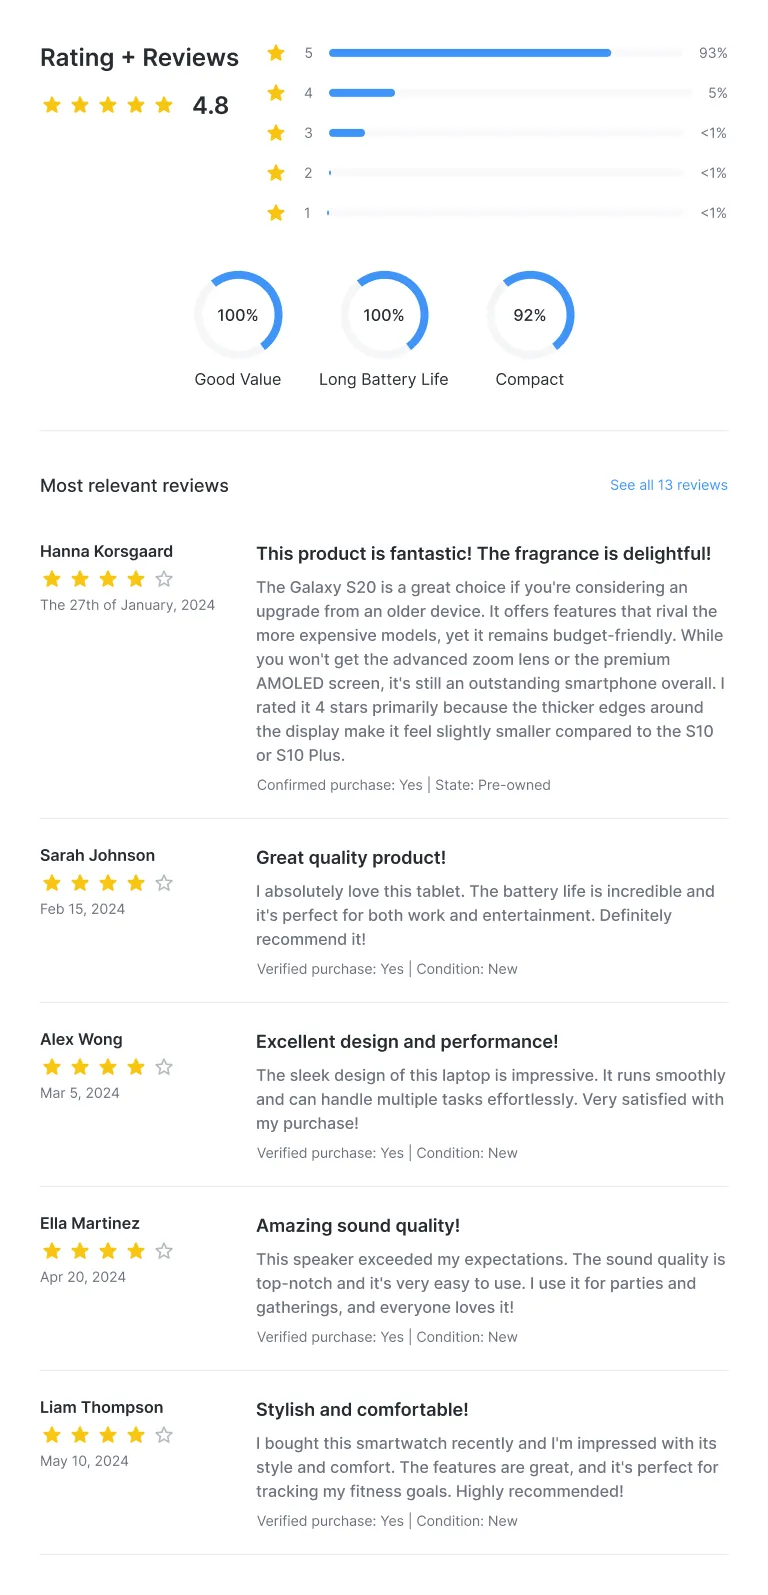 Rating + Reviews
4.8
5 93%
4 5%
3 <1%
2 <1%
1 <1%
100% 100% 92%
Good Value Long Battery Life Compact
Most relevant reviews See all 13 reviews
Hanna Korsgaard
The 27th of January, 2024
This product is fantastic! The fragrance is delightful!
The Galaxy S20 is a great choice if you're considering an
upgrade from an older device. It offers features that rival the
more expensive models, yet it remains budget-friendly. While
you won't get the advanced zoom lens or the premium
AMOLED screen, it's still an outstanding smartphone overall. I
rated it 4 stars primarily because the thicker edges around
the display make it feel slightly smaller compared to the S10
or S10 Plus.
Confirmed purchase: Yes | State: Pre-owned
Sarah Johnson
Feb 15, 2024
Great quality product!
I absolutely love this tablet. The battery life is incredible and
it's perfect for both work and entertainment. Definitely
recommend it!
Verified purchase: Yes | Condition: New
Alex Wong
Mar 5, 2024
Excellent design and performance!
The sleek design of this laptop is impressive. It runs smoothly
and can handle multiple tasks effortlessly. Very satisfied with
my purchase!
Verified purchase: Yes | Condition: New
Ella Martinez
Apr 20, 2024
Amazing sound quality!
This speaker exceeded my expectations. The sound quality is
top-notch and it's very easy to use. I use it for parties and
gatherings, and everyone loves it!
Verified purchase: Yes | Condition: New
Liam Thompson
May 10, 2024
Stylish and comfortable!
I bought this smartwatch recently and I'm impressed with its
style and comfort. The features are great, and it's perfect for
tracking my fitness goals. Highly recommended!
Verified purchase: Yes | Condition: New